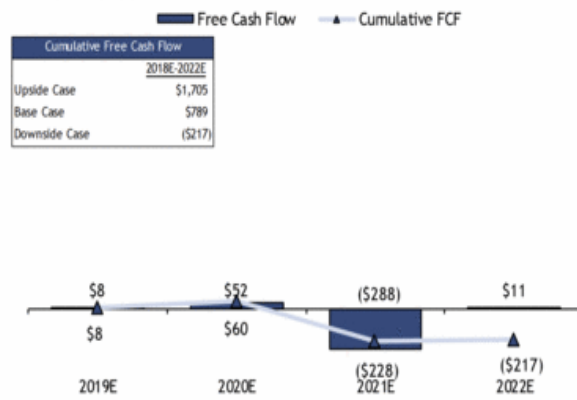 Free Cash Flow Cumulative FCF
Cumulative Free Cash Flow
2018E-2022E
Upside Case $1,705
Base Case $789
Downside Case ($217)
$8 $52 ($288) $11
$8 $60 ($228) ($217)
2019E 2020E 2021E 2022E